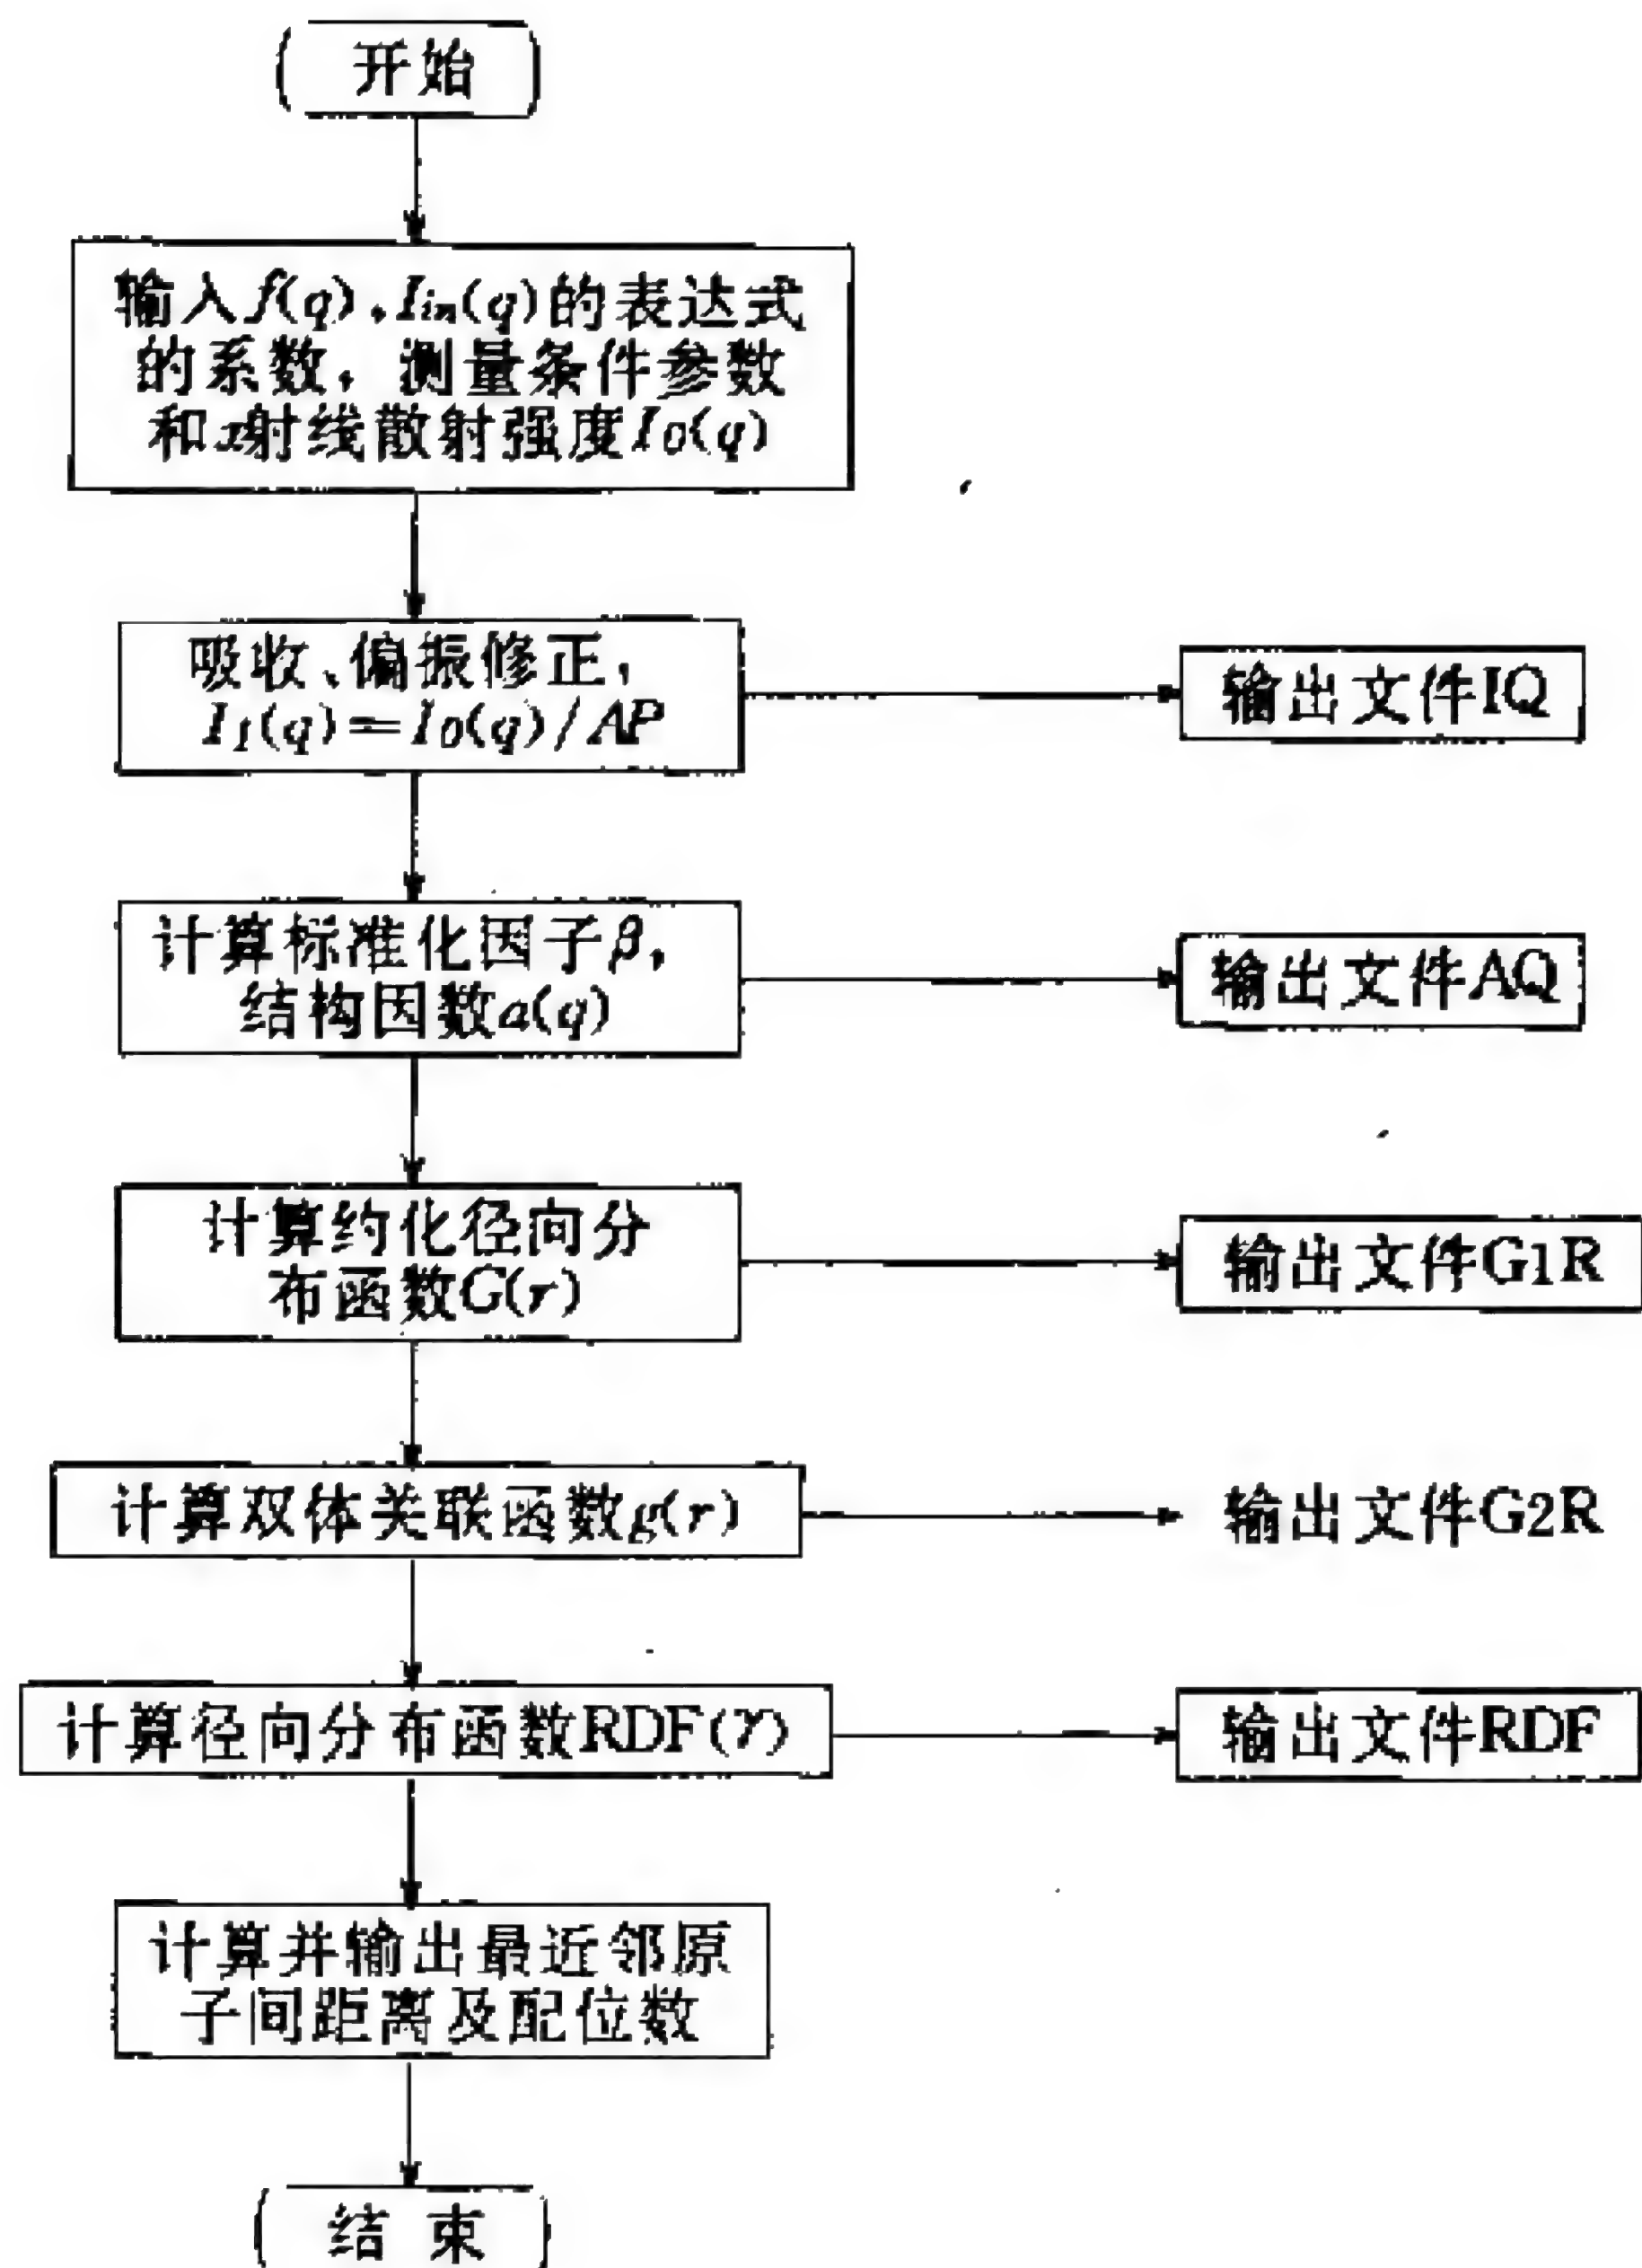 开始
输入f(q),Iin(q)的表达式
的系数，测量条件参数
和x射线散射强度I0(q)
吸收、偏振修正，
I1(q)=I0(q)/AP
输出文件IQ
计算标准化因子β，
结构因数a(q)
输出文件AQ
计算约化径向分
布函数G(r)
输出文件G1R
计算双体关联函数g(r)
输出文件G2R
计算径向分布函数RDF(r)
输出文件RDF
计算并输出最近邻原
子间距离及配位数
结 束